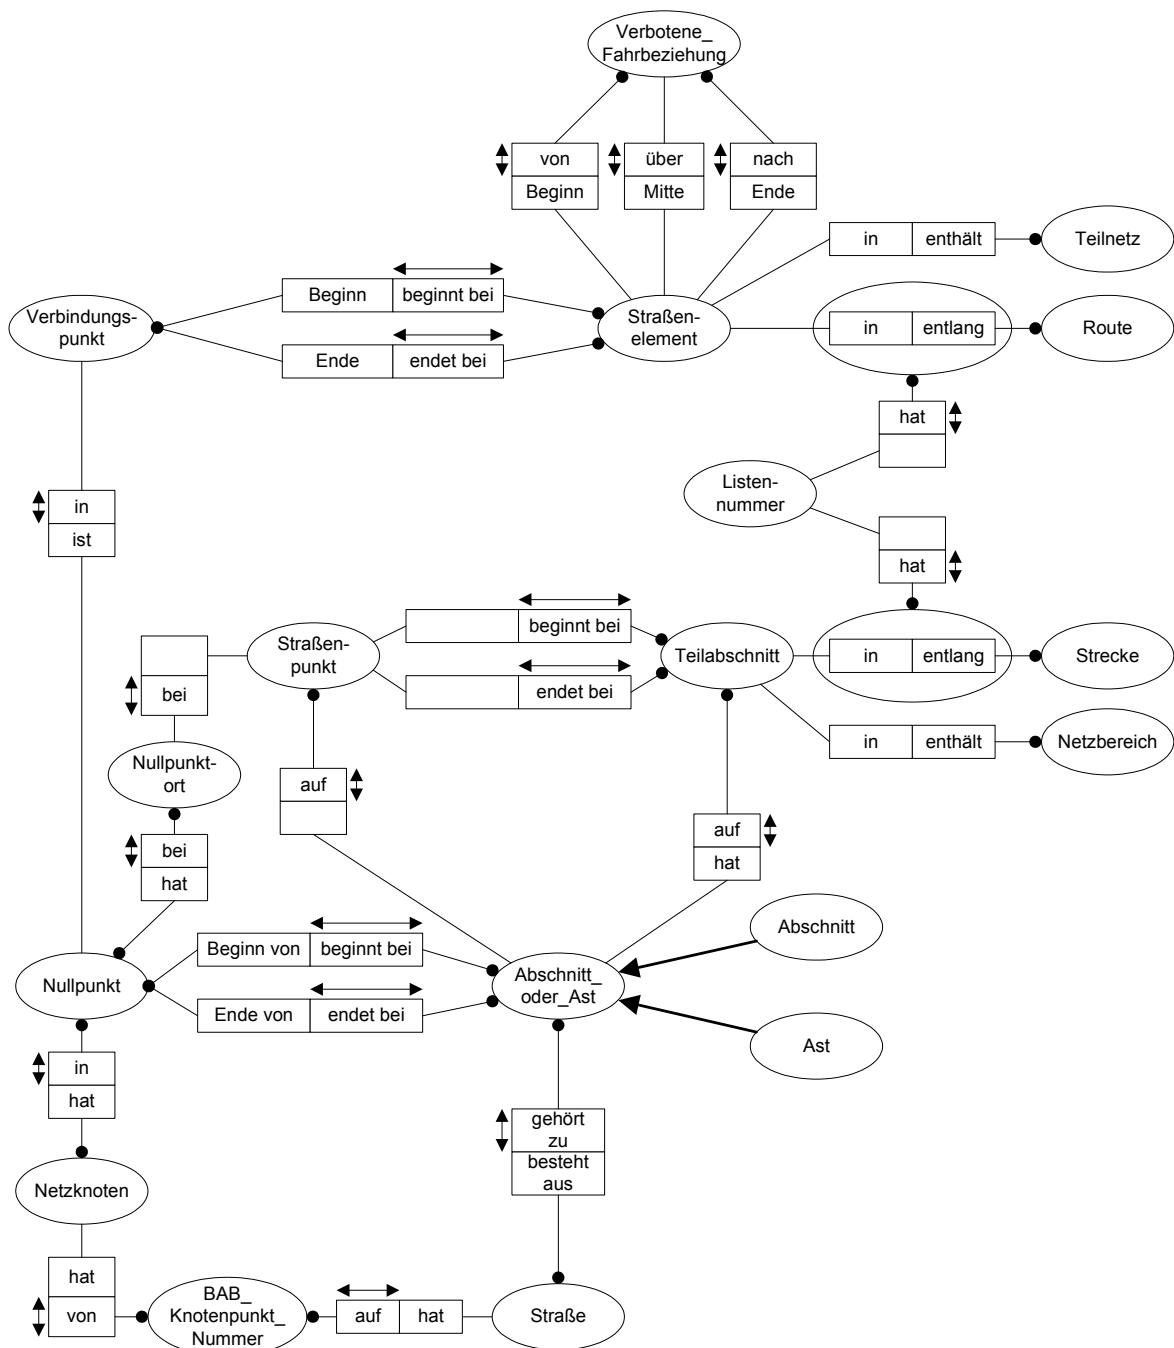 Verbotene_
Fahrbeziehung
von
Beginn
über
Mitte
nach
Ende
in
enthält
Teilnetz
Verbindungs-
punkt
Beginn
beginnt bei
Ende
endet bei
Straßen-
element
in
entlang
Route
hat
Listen-
nummer
in
ist
hat
Straßen-
punkt
beginnt bei
endet bei
Teilabschnitt
in
entlang
Strecke
bei
in
enthält
Netzbereich
Nullpunkt-
ort
auf
bei
hat
auf
hat
Abschnitt
Nullpunkt
Beginn von
beginnt bei
Ende von
endet bei
Abschnitt_
oder_Ast
Ast
in
hat
gehört
zu
besteht
aus
Netzknoten
hat
von
BAB_
Knotenpunkt_
Nummer
auf
hat
Straße